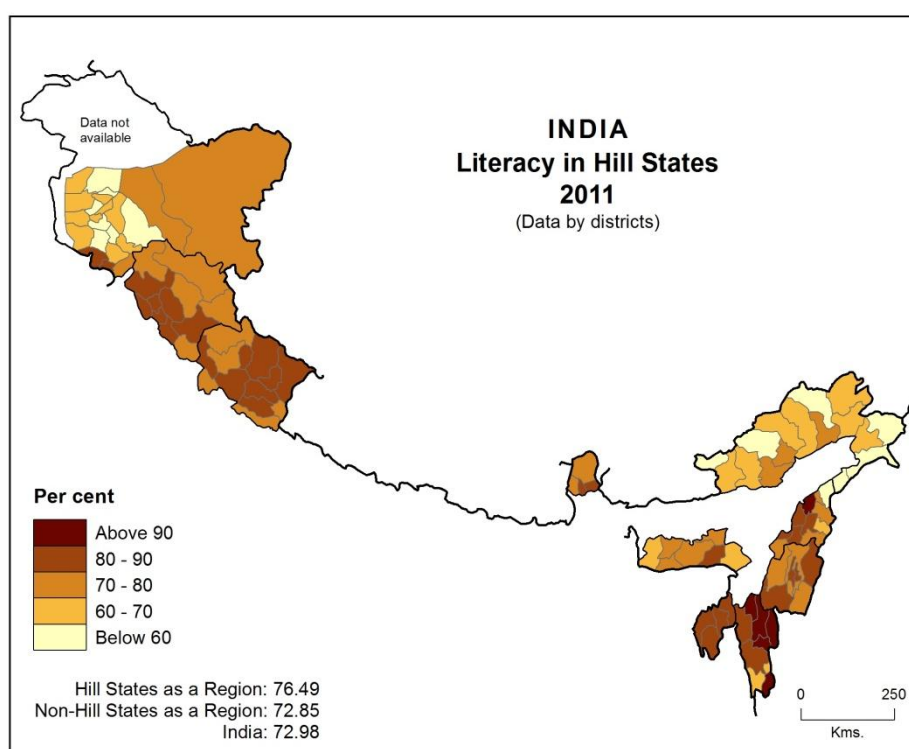 Data not
available
INDIA
Literacy in Hill States
2011
(Data by districts)
Per cent
Above 90
80 - 90
70 - 80
60 - 70
Below 60
Hill States as a Region: 76.49
Non-Hill States as a Region: 72.85
India: 72.98
0 250
Kms.